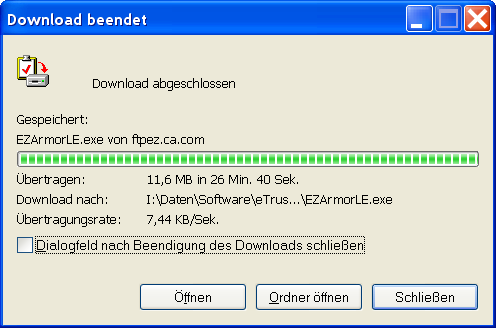 Download beendet
Download abgeschlossen
Gespeichert:
EZArmorLE.exe von ftpez.ca.com
Übertragen: 11,6 MB in 26 Min. 40 Sek.
Download nach: I:\Daten\Software\eTrus...\EZArmorLE.exe
Übertragungsrate: 7,44 KB/Sek.
Dialogfeld nach Beendigung des Downloads schließen
Öffnen Ordner öffnen Schließen